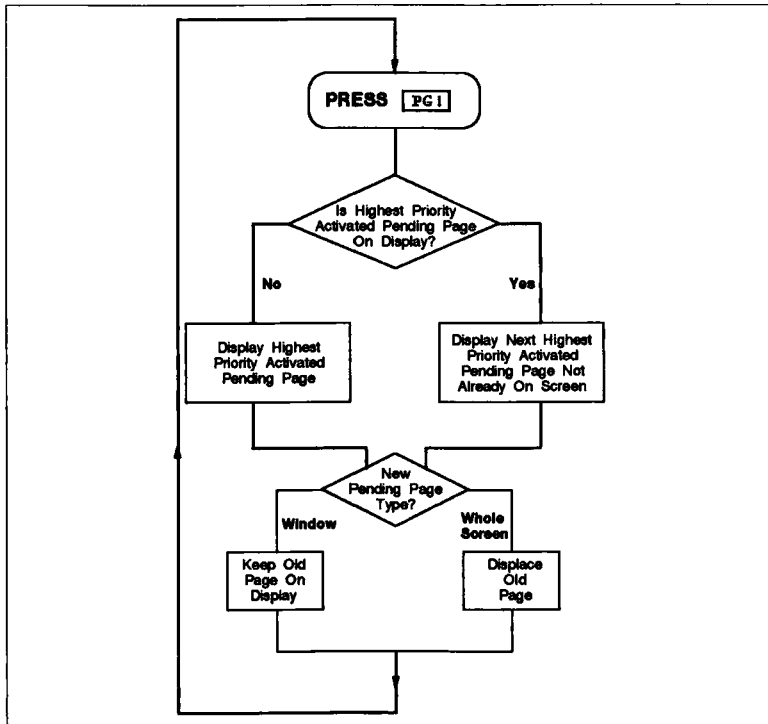 PRESS PG!
Is Highest Priority
Activated Pending Page
On Display?
No
Yes
Display Highest
Priority Activated
Pending Page
Display Next Highest
Priority Activated
Pending Page Not
Already On Screen
New
Pending Page
Type?
Window
Whole
Screen
Keep Old
Page On
Display
Displace
Old
Page